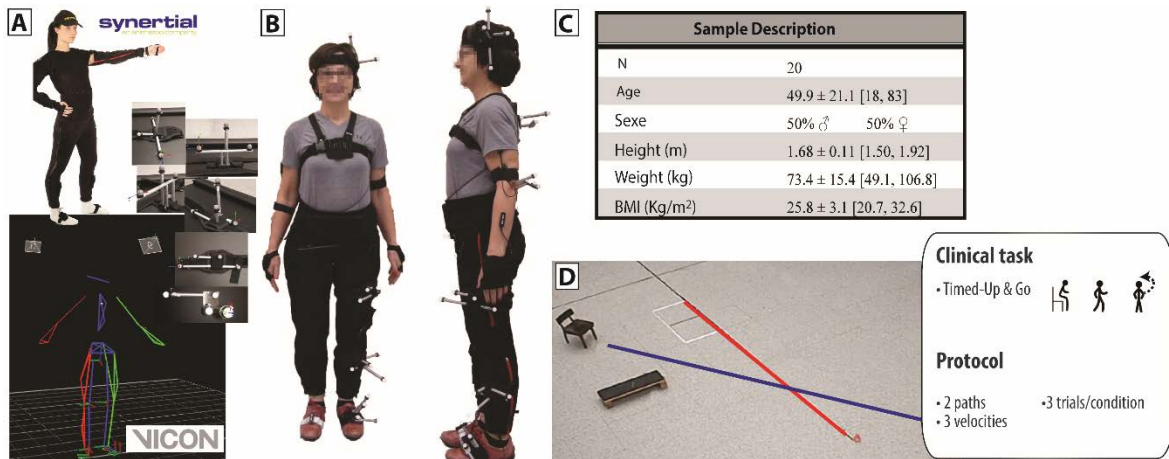 A
synertial
an animazoo company
VICON
B
C
Sample Description
N 20
Age 49.9 ± 21.1 [18, 83]
Sexe 50% ♂ 50% ♀
Height (m) 1.68 ± 0.11 [1.50, 1.92]
Weight (kg) 73.4 ± 15.4 [49.1, 106.8]
BMI (Kg/m²) 25.8 ± 3.1 [20.7, 32.6]
D
Clinical task
• Timed-Up & Go
Protocol
• 2 paths •3 trials/condition
• 3 velocities